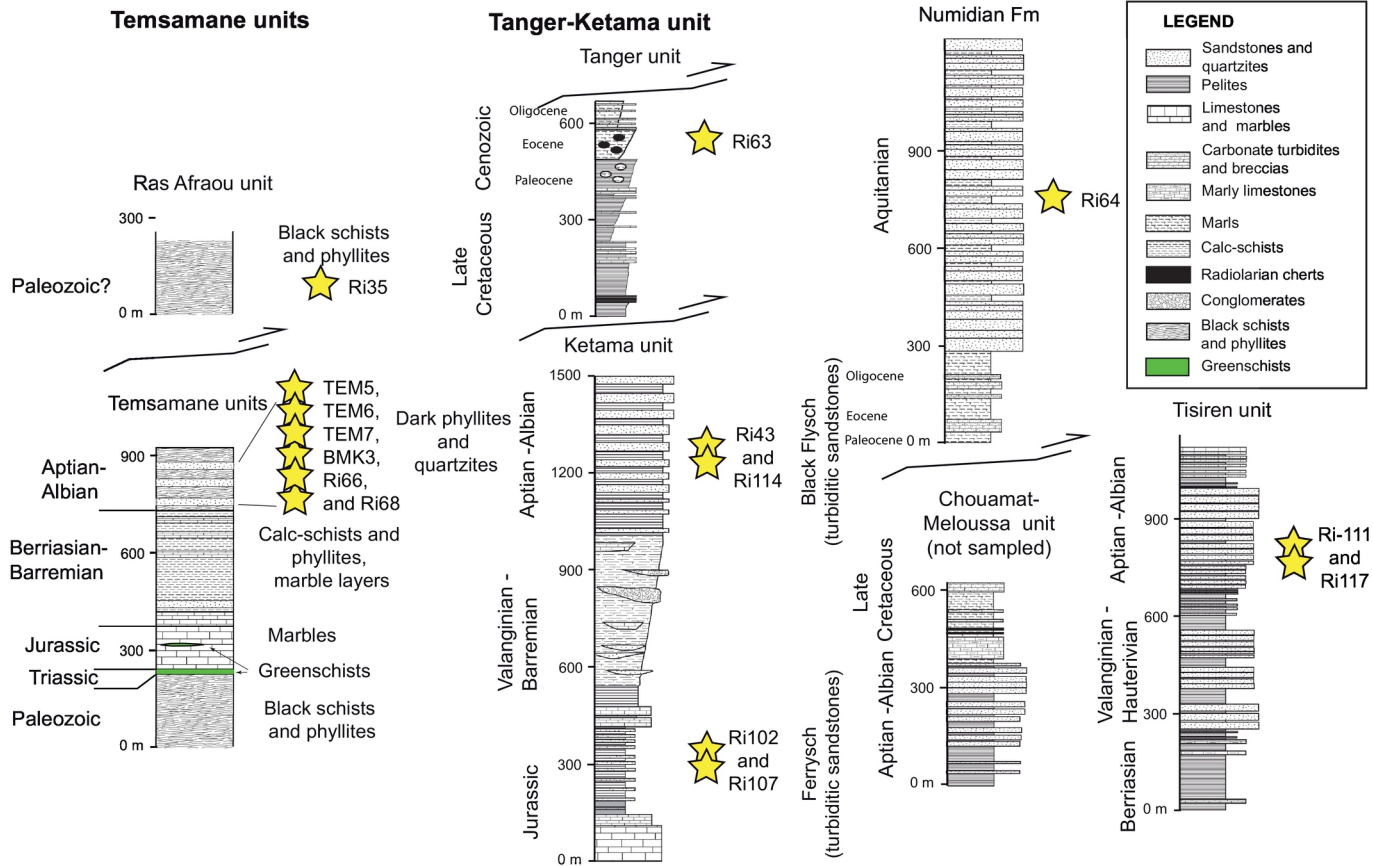 Temsamane units
Ras Afraou unit
300
Black schists
and phyllites
Ri35
Paleozoic?
0 m
Temsamane units
TEM5,
TEM6,
TEM7,
BMK3,
Ri66,
and Ri68
900
Aptian-
Albian
Calc-schists and
phyllites,
marble layers
Berriasian-
Barremian
600
Jurassic
Marbles
300
Greenschists
Triassic
Paleozoic
Black schists
and phyllites
0 m
Tanger-Ketama unit
Tanger unit
Cenozoic
Late
Cretaceous
Oligocene
600
Eocene
Paleocene
300
0 m
Ri63
Ketama unit
1500
Dark phyllites
and
quartzites
Aptian -Albian
Ri43
and
Ri114
1200
900
Valanginian -
Barremian
600
Ri102
and
Ri107
300
Jurassic
0 m
Numidian Fm
Aquitanian
900
Ri64
600
300
Oligocene
Eocene
Paleocene
0 m
Black Flysch
(turbiditic sandstones)
Ferrysch
(turbiditic sandstones)
Chouamat-
Meloussa unit
(not sampled)
Late
Cretaceous
Aptian -Albian
600
300
0 m
LEGEND
Sandstones and
quartzites
Pelites
Limestones
and marbles
Carbonate turbidites
and breccias
Marly limestones
Marls
Calc-schists
Radiolarian cherts
Conglomerates
Black schists
and phyllites
Greenschists
Tisiren unit
Aptian -Albian
900
Ri-111
and
Ri117
600
Valanginian -
Hauterivian
300
Berriasian
0 m